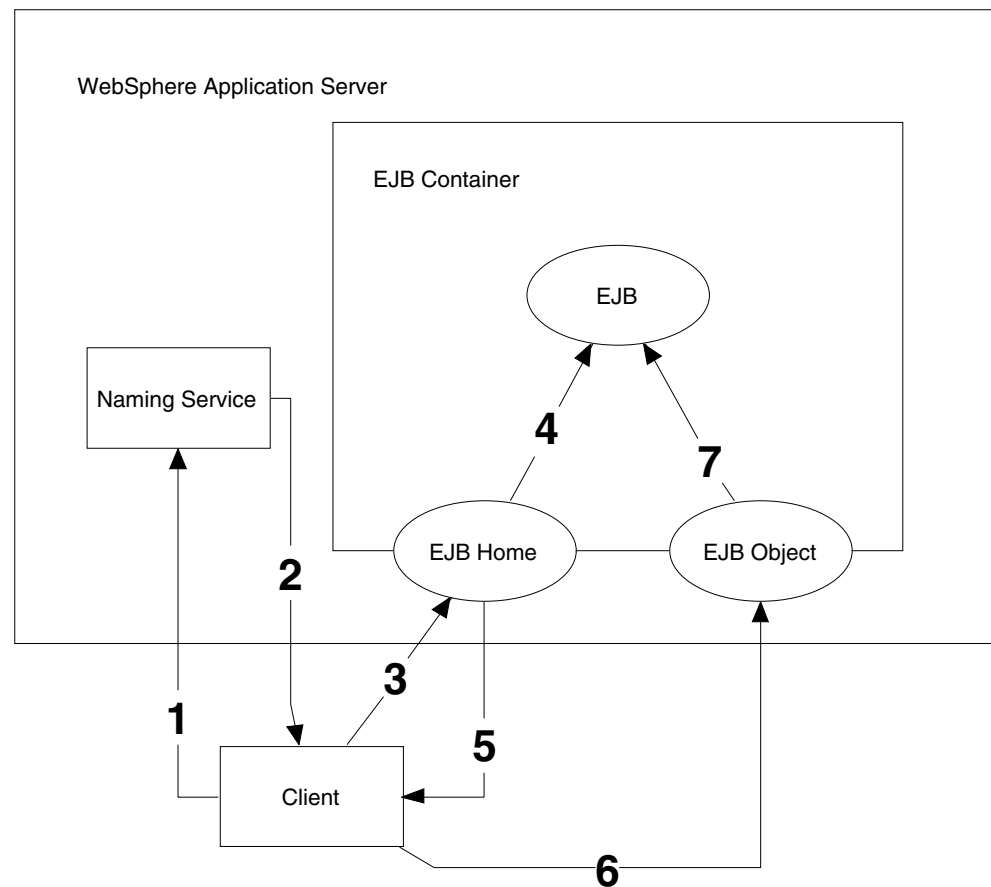 WebSphere Application Server
EJB Container
EJB
Naming Service
4
7
EJB Home
EJB Object
2
3
1
5
Client
6